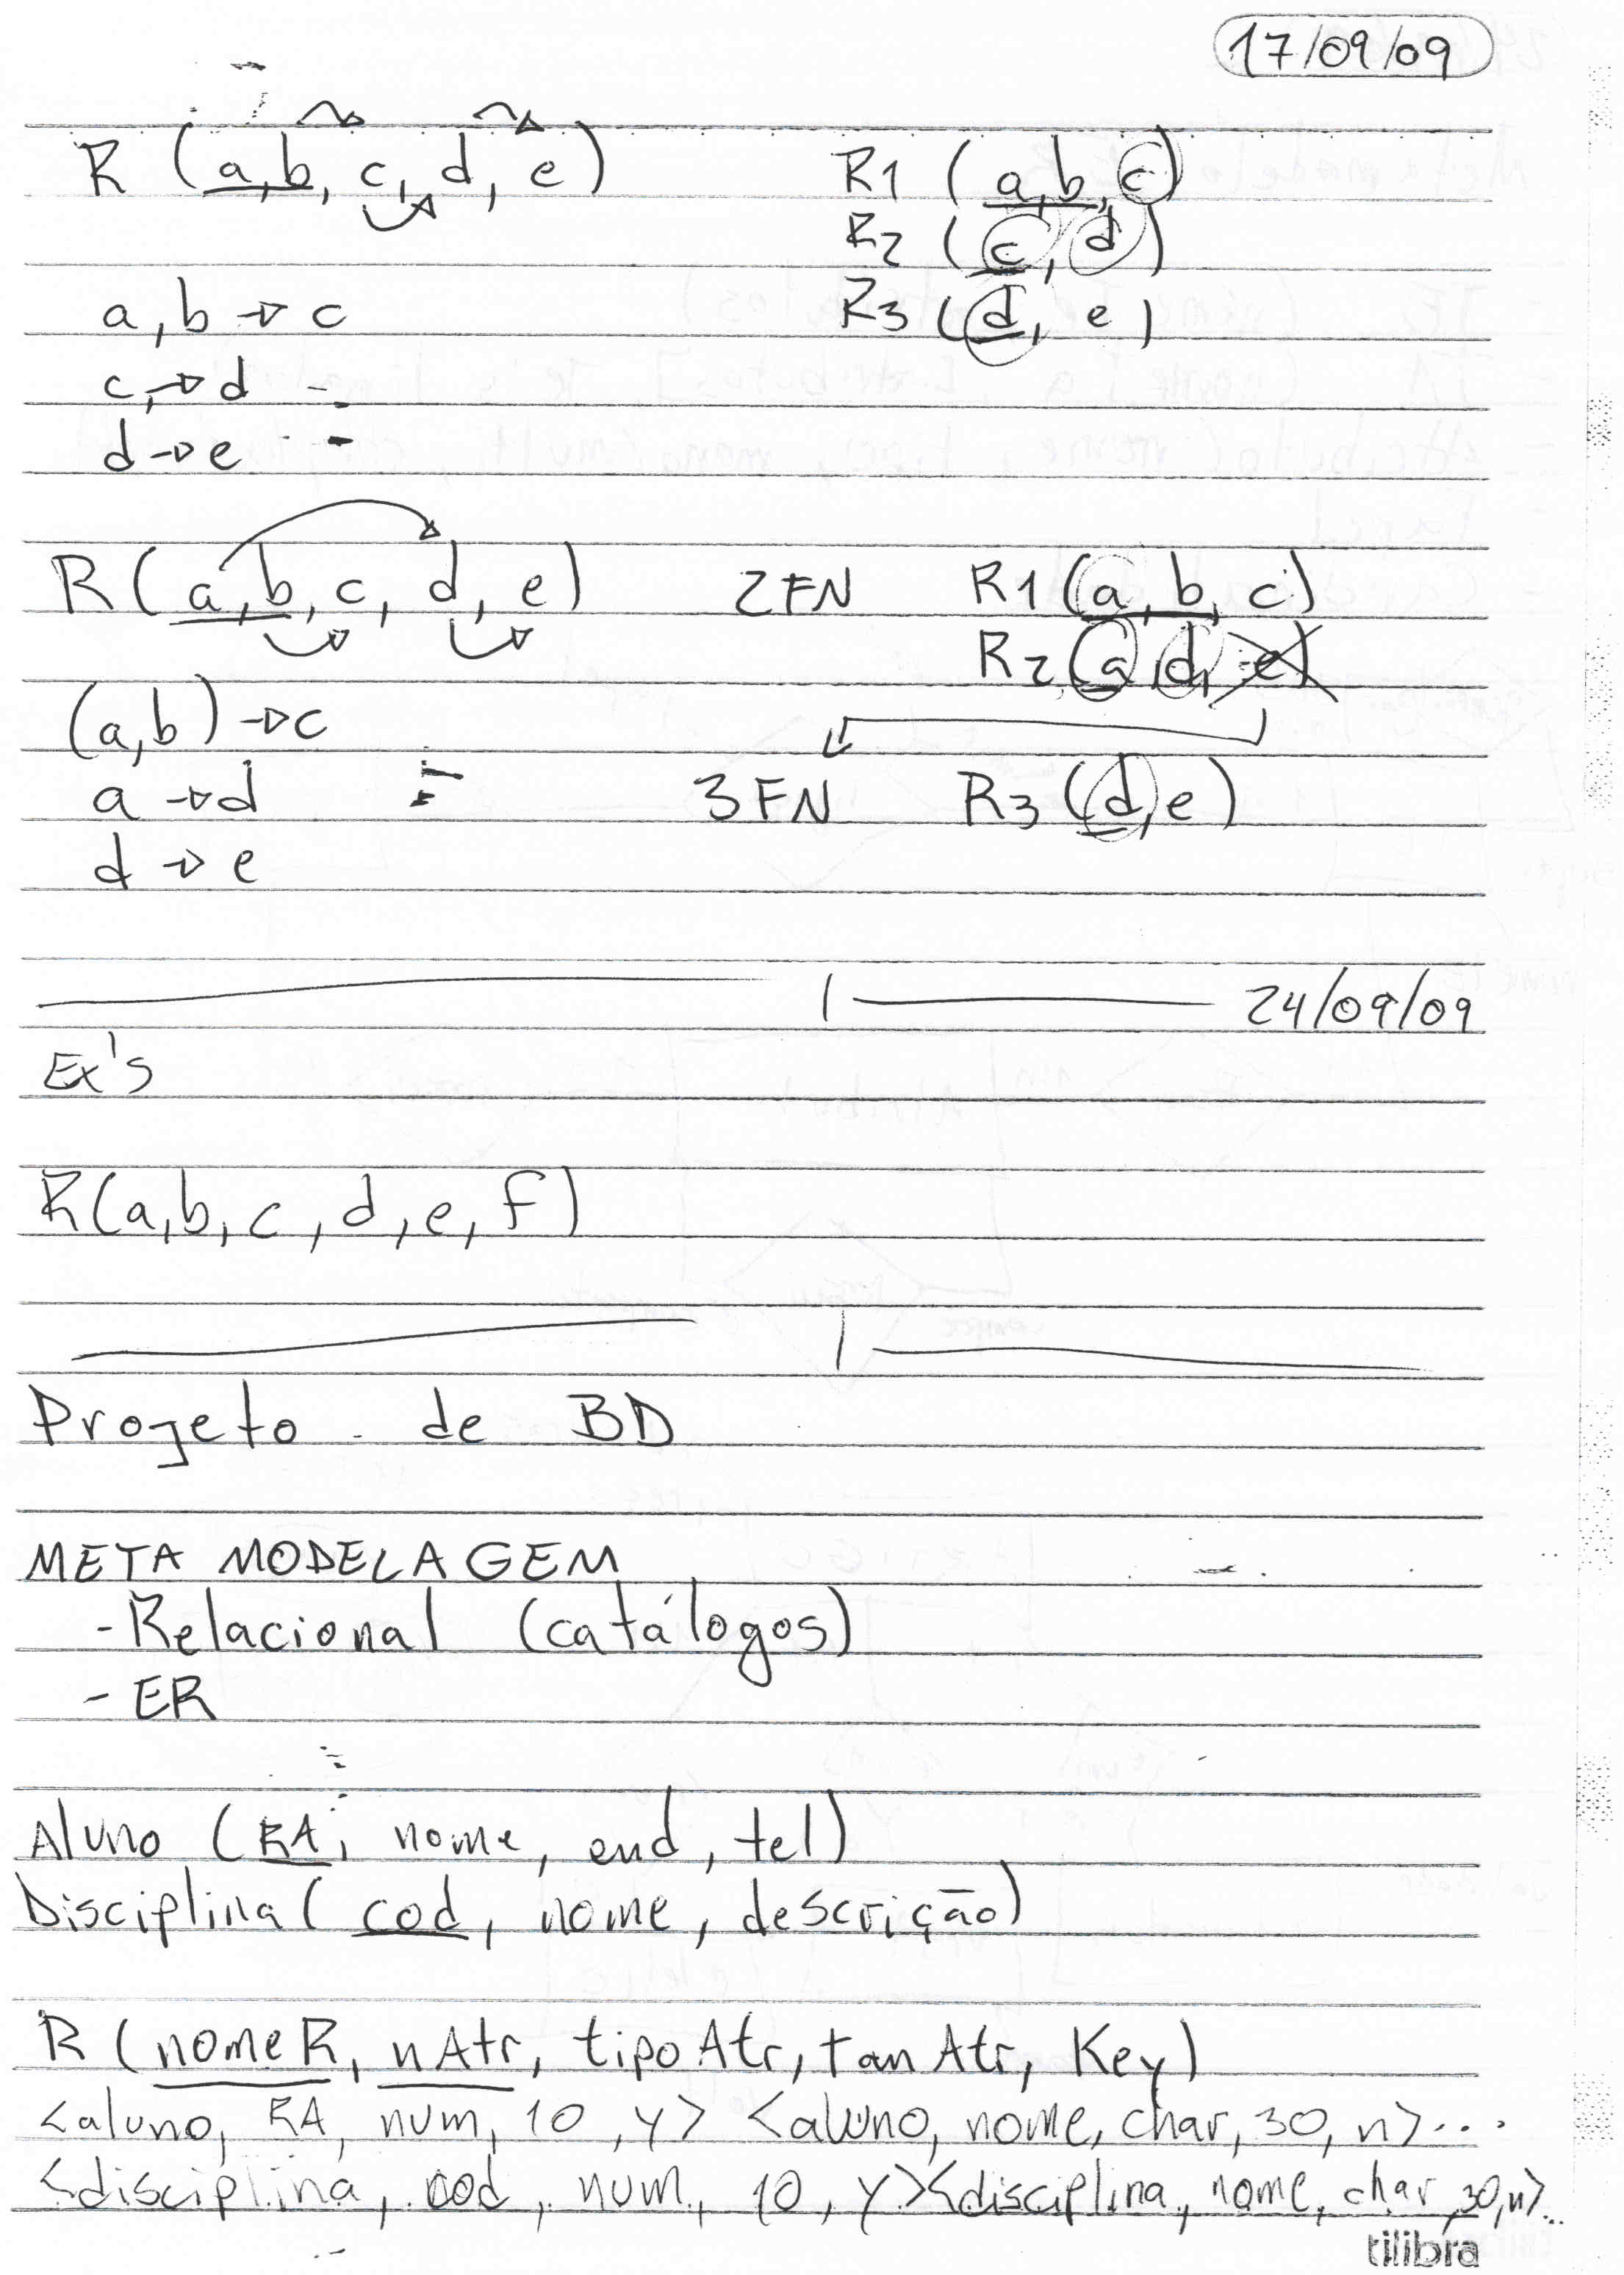 17/09/09
R (a, b, c, d, e)
R1 (a, b, c)
R2 (c, d)
R3 (d, e)
a, b → c
c → d
d → e
R (a, b, c, d, e) 2FN R1 (a, b, c)
R2 (a, d, e)
(a, b) → c
a → d
3FN R3 (d, e)
d → e
24/09/09
Ex's
R(a, b, c, d, e, f)
Projeto de BD
META MODELAGEM
- Relacional (catálogos)
- ER
Aluno (RA, nome, end, tel)
Disciplina ( cod, nome, descrição)
R (nomeR, nAtr, tipoAtr, tanAtr, Key)
<aluno, RA, num, 10, y> <aluno, nome, char, 30, n> ...
<disciplina, cod, num, 10, y><disciplina, nome, char, 30, n>...
tilibra